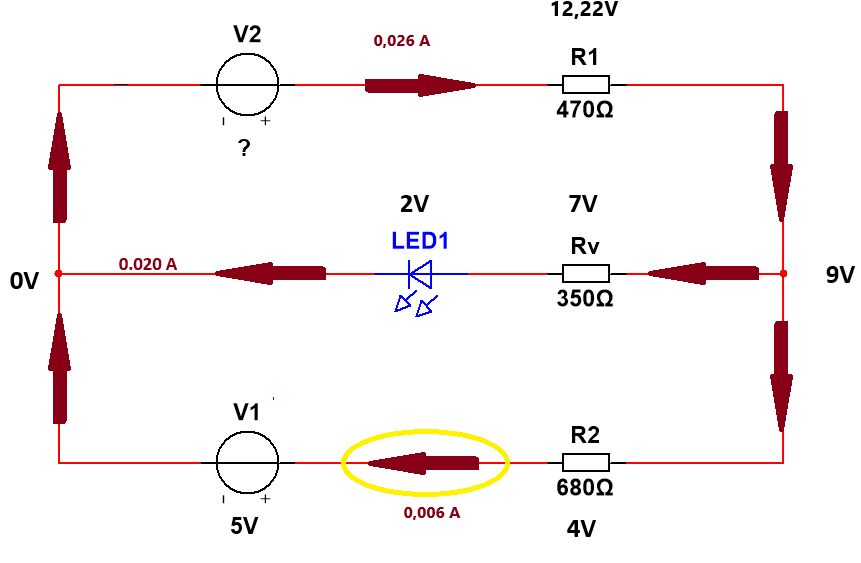 12,22V
V2
0,026 A
R1
- +
470Ω
?
2V
7V
LED1
Rv
0.020 A
0V
9V
350Ω
V1
R2
- +
680Ω
5V
0,006 A
4V